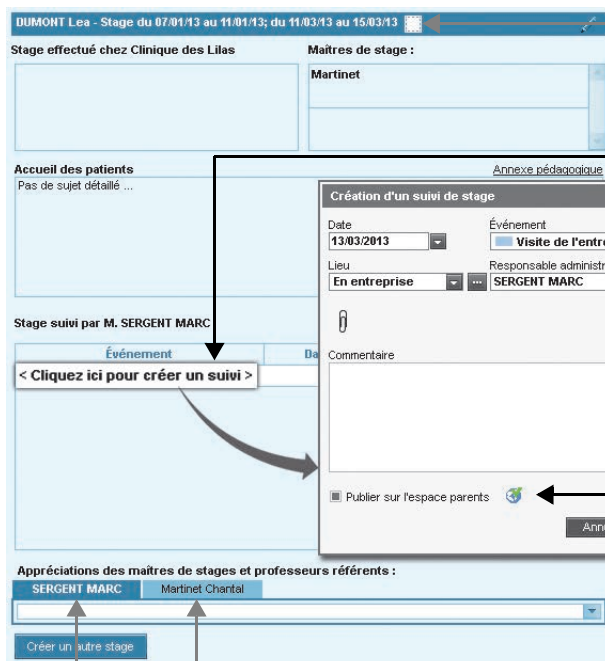 DUMONT Lea - Stage du 07/01/13 au 11/01/13; du 11/03/13 au 15/03/13
Stage effectué chez Clinique des Lilas
Maîtres de stage :
Martinet
Accueil des patients
Annexe pédagogique
Pas de sujet détaillé ...
Création d'un suivi de stage
Date
Événement
13/03/2013
Visite de l'entre
Lieu
Responsable administr
En entreprise
SERGENT MARC
Stage suivi par M. SERGENT MARC
Événement
Da
Commentaire
< Cliquez ici pour créer un suivi >
Publier sur l'espace parents
Annu
Appréciations des maîtres de stages et professeurs référents :
SERGENT MARC
Martinet Chantal
Créer un autre stage